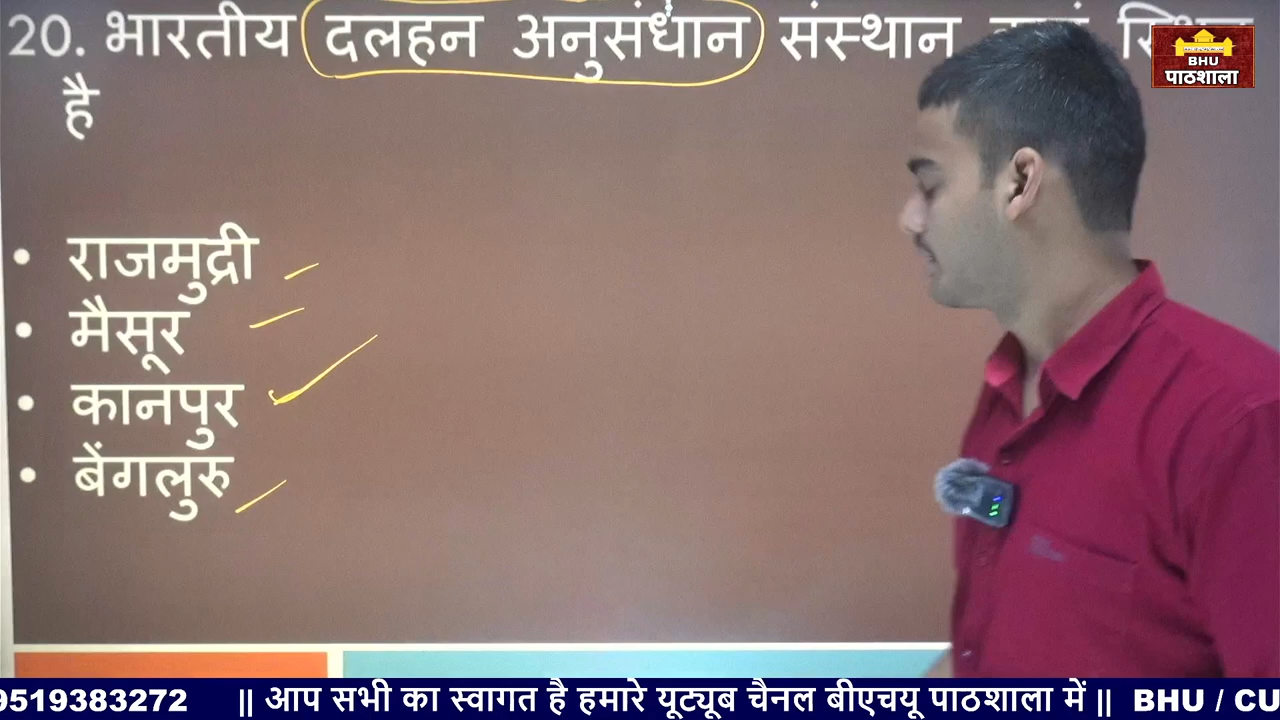 20. भारतीय दलहन अनुसंधान संस्थान
है
BHU
पाठशाला
• राजमुद्री
• मैसूर
• कानपुर
• बेंगलुरु
9519383272 || आप सभी का स्वागत है हमारे यूट्यूब चैनल बीएचयू पाठशाला में || BHU / CU